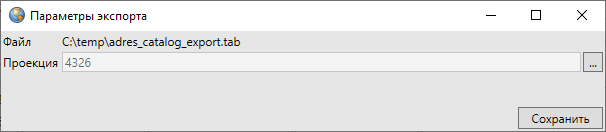 Параметры экспорта
Файл C:\temp\adres_catalog_export.tab
Проекция 4326 ...
Сохранить